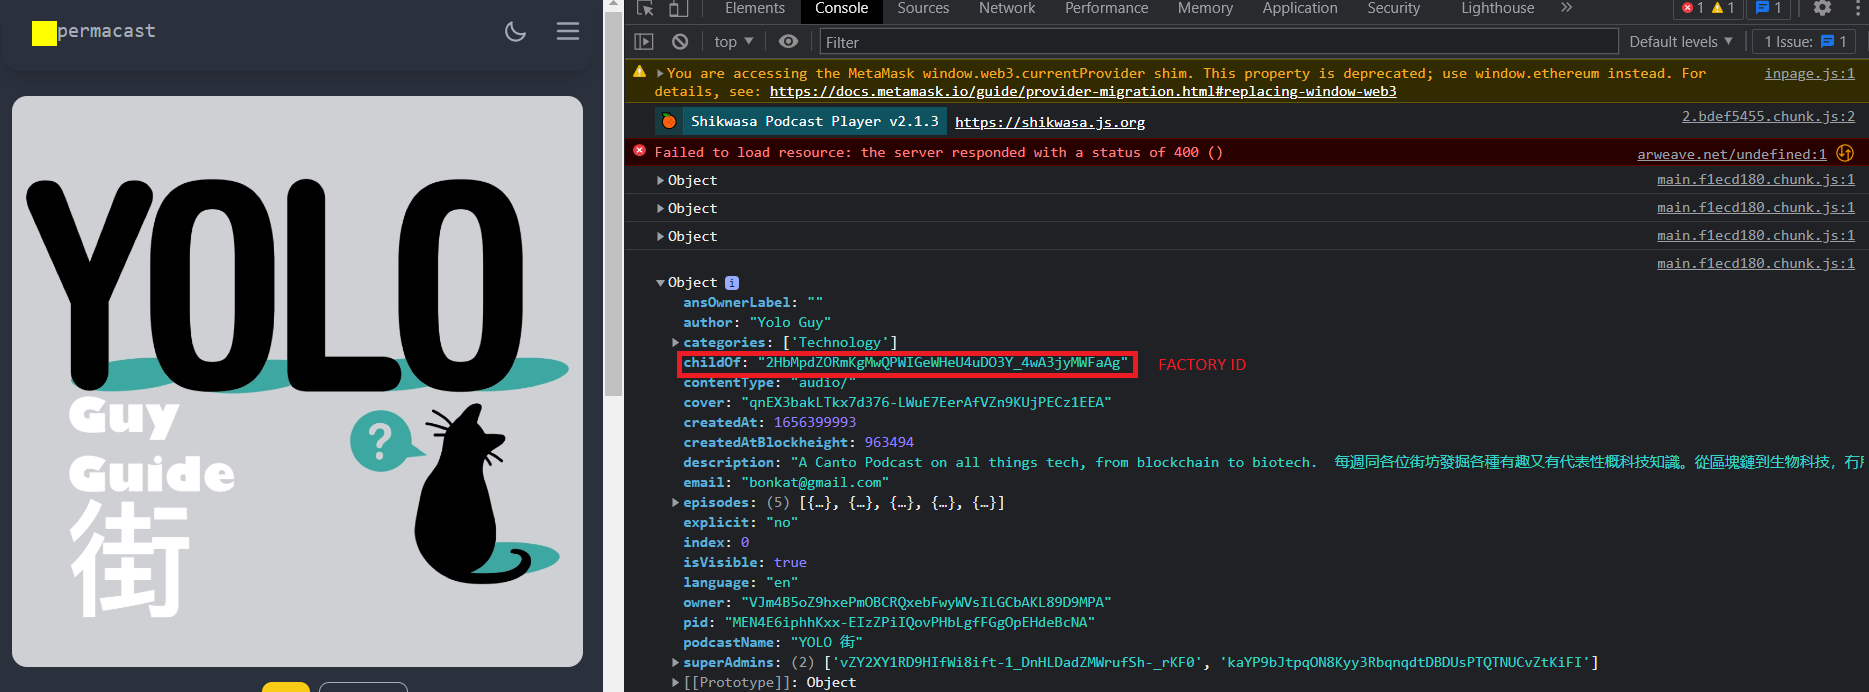 permacast
YOLO
Guy
Guide
街
?
Elements Console Sources Network Performance Memory Application Security Lighthouse » 1 1 1
top Filter Default levels 1 Issue: 1
You are accessing the MetaMask window.web3.currentProvider shim. This property is deprecated; use window.ethereum instead. For inpage.js:1
details, see: https://docs.metamask.io/guide/provider-migration.html#replacing-window-web3
Shikwasa Podcast Player v2.1.3 https://shikwasa.js.org 2.bdef5455.chunk.js:2
Failed to load resource: the server responded with a status of 400 () arweave.net/undefined:1
Object main.f1ecd180.chunk.js:1
Object main.f1ecd180.chunk.js:1
Object main.f1ecd180.chunk.js:1
main.f1ecd180.chunk.js:1
Object i
ansOwnerLabel: ""
author: "Yolo Guy"
categories: ['Technology']
childOf: "2HbMpdZORmKgMwQPWIGeWHeU4uDO3Y_4wA3jyMWFaAg" FACTORY ID
contentType: "audio/"
cover: "qnEX3bakLTkx7d376-LWuE7EerAfVZn9KUjPECz1EEA"
createdAt: 1656399993
createdAtBlockheight: 963494
description: "A Canto Podcast on all things tech, from blockchain to biotech. 每週同各位街坊發掘各種有趣又有代表性概科技知識。從區塊鏈到生物科技，冇
email: "bonkat@gmail.com"
episodes: (5) [{…}, {…}, {…}, {…}, {…}]
explicit: "no"
index: 0
isVisible: true
language: "en"
owner: "VJm4B5oZ9hxePmOBCRQxebFwyWVsILGCbAKL89D9MPA"
pid: "MEN4E6iphhKxx-EIzZPiIQovPHbLgfFGgOpEHdeBcNA"
podcastName: "YOLO 街"
superAdmins: (2) ['vZY2XY1RD9HIfWi8ift-1_DnHLDadZMWrufSh-_rKF0', 'kaYP9bJtpqON8Kyy3RbqnqdtDBDUsPTQTNUCvZtKiFI']
[[Prototype]]: Object